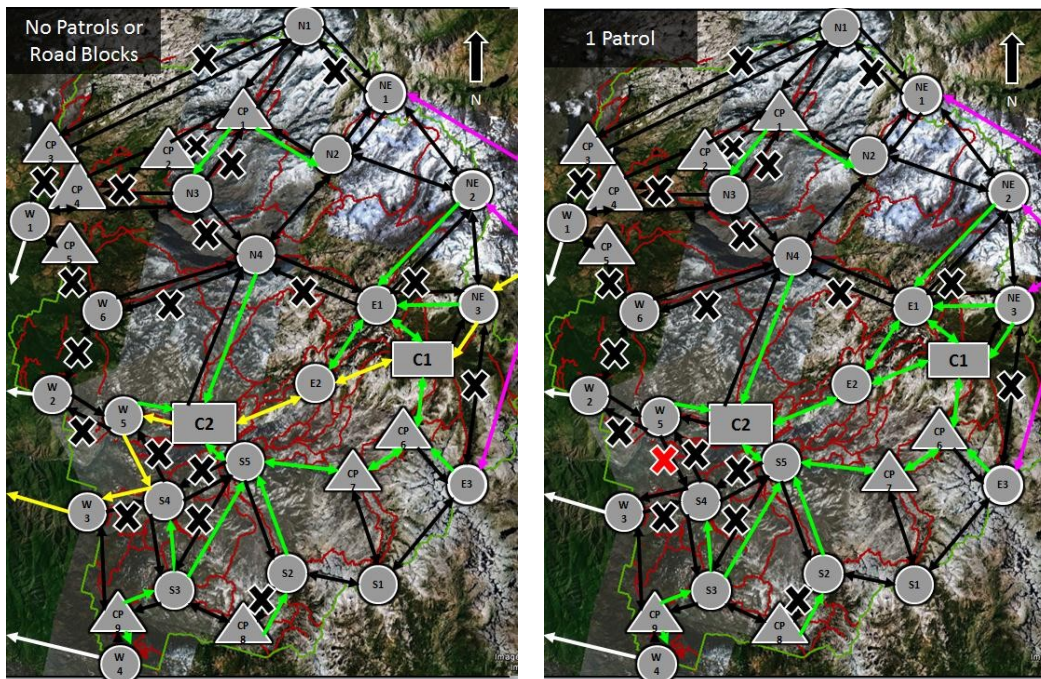 No Patrols or
Road Blocks
N1
N
NE
1
CP
1
CP
2
N2
CP
3
CP
4
N3
NE
2
W
1
CP
5
N4
W
6
E1
NE
3
C1
E2
W
2
W
5
C2
CP
6
S5
CP
7
E3
S4
W
3
S2
S1
S3
CP
9
CP
8
W
4
1 Patrol
N1
N
NE
1
CP
1
CP
2
N2
CP
3
CP
4
N3
NE
2
W
1
CP
5
N4
W
6
E1
NE
3
C1
E2
W
2
W
5
C2
CP
6
S5
CP
7
E3
S4
W
3
S2
S1
S3
CP
9
CP
8
W
4